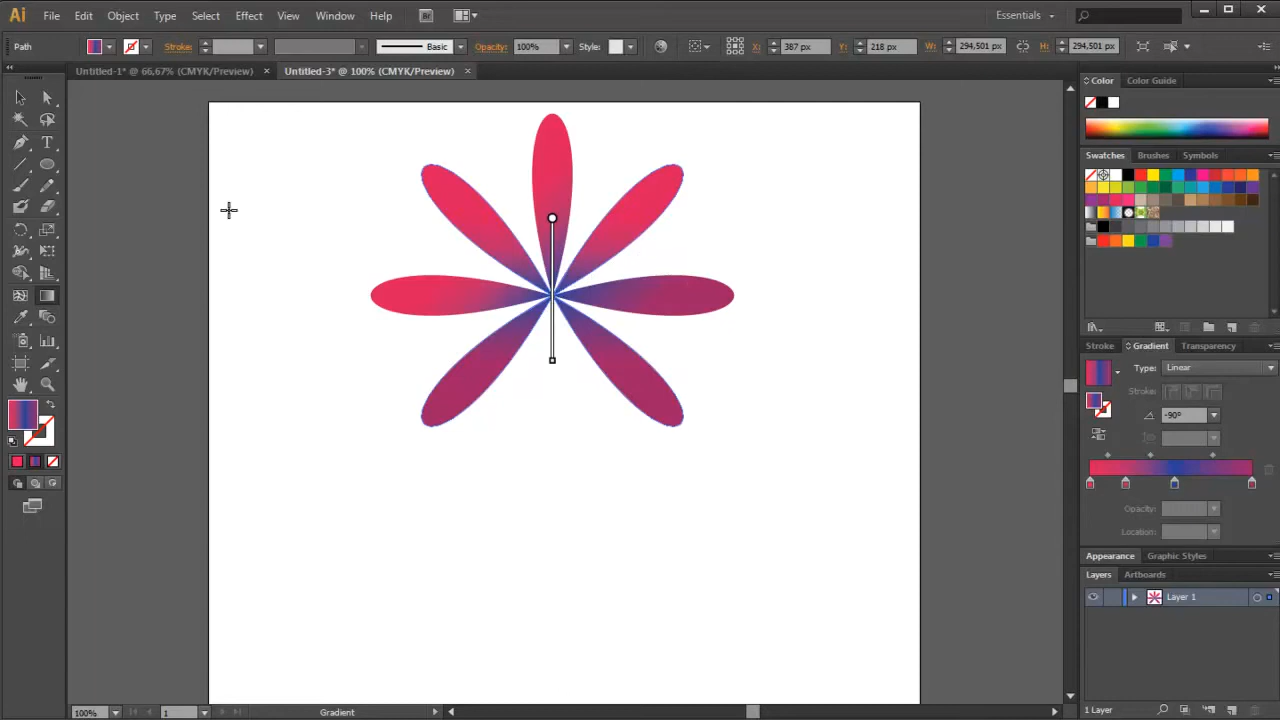 Ai File Edit Object Type Select Effect View Window Help Br Essentials
Path Stroke: Basic Opacity: 100% Style: X: 387 px Y: 218 px W: 294,501 px H: 294,501 px
Untitled-1* @ 66,67% (CMYK/Preview) × Untitled-3* @ 100% (CMYK/Preview) ×
Color Color Guide
Swatches Brushes Symbols
Stroke Gradient Transparency
Type: Linear
Stroke:
-90°
Opacity:
Location:
Appearance Graphic Styles
Layers Artboards
Layer 1
1 Layer
100% 1 Gradient